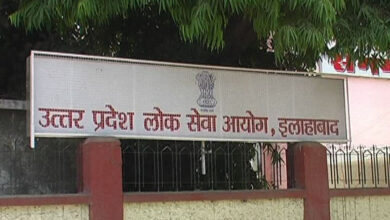 उत्तर प्रदेश लोक सेवा आयोग, इलाहाबाद